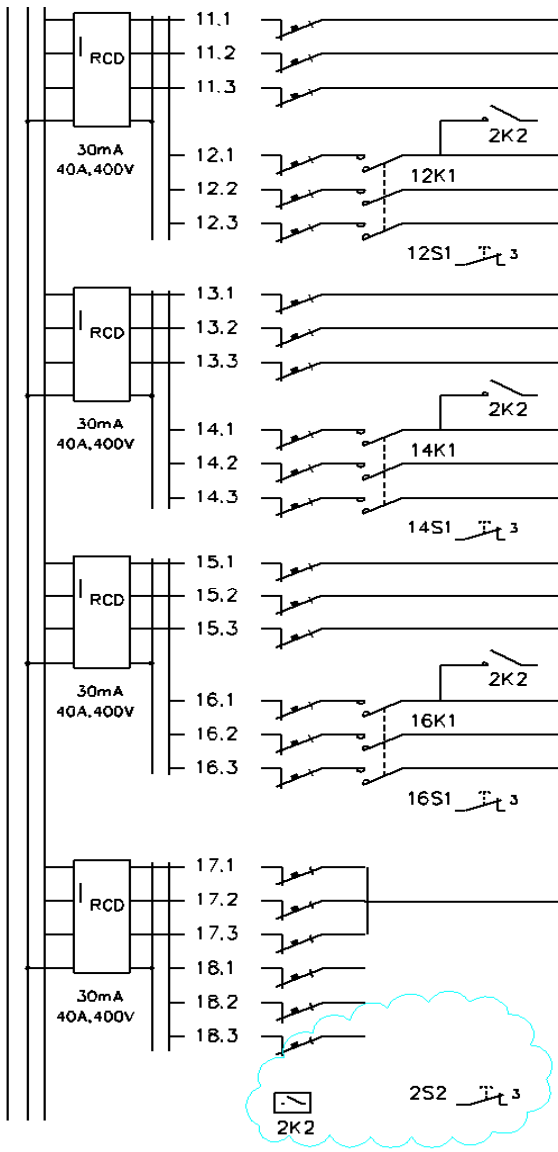 11.1
RCD
11.2
11.3
2K2
30mA
40A,400V
12.1
12K1
12.2
12.3
12S1 3
13.1
RCD
13.2
13.3
2K2
30mA
40A,400V
14.1
14K1
14.2
14.3
14S1 3
15.1
RCD
15.2
15.3
2K2
30mA
40A,400V
16.1
16K1
16.2
16.3
16S1 3
17.1
RCD
17.2
17.3
18.1
30mA
40A,400V
18.2
18.3
2S2 3
2K2